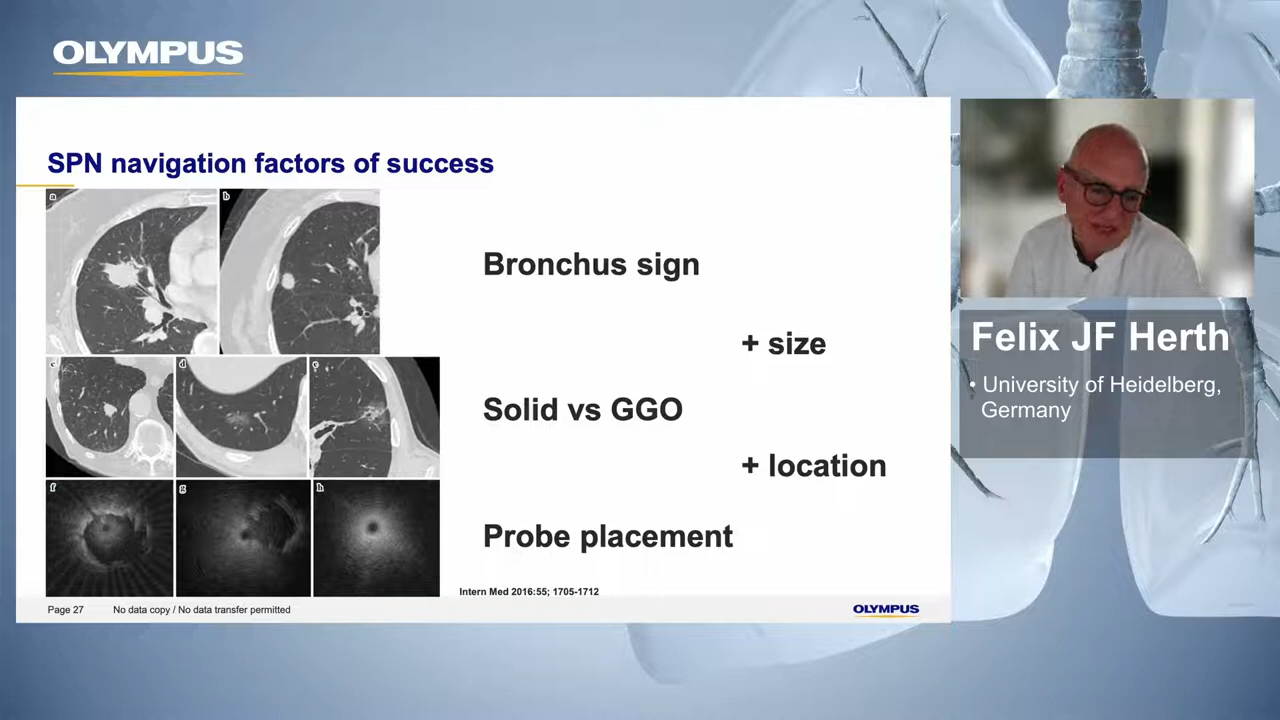 OLYMPUS
SPN navigation factors of success
a
b
c
d
e
f
g
h
Bronchus sign
+ size
Solid vs GGO
+ location
Probe placement
Intern Med 2016:55; 1705-1712
Page 27 No data copy / No data transfer permitted
OLYMPUS
Felix JF Herth
• University of Heidelberg,
Germany